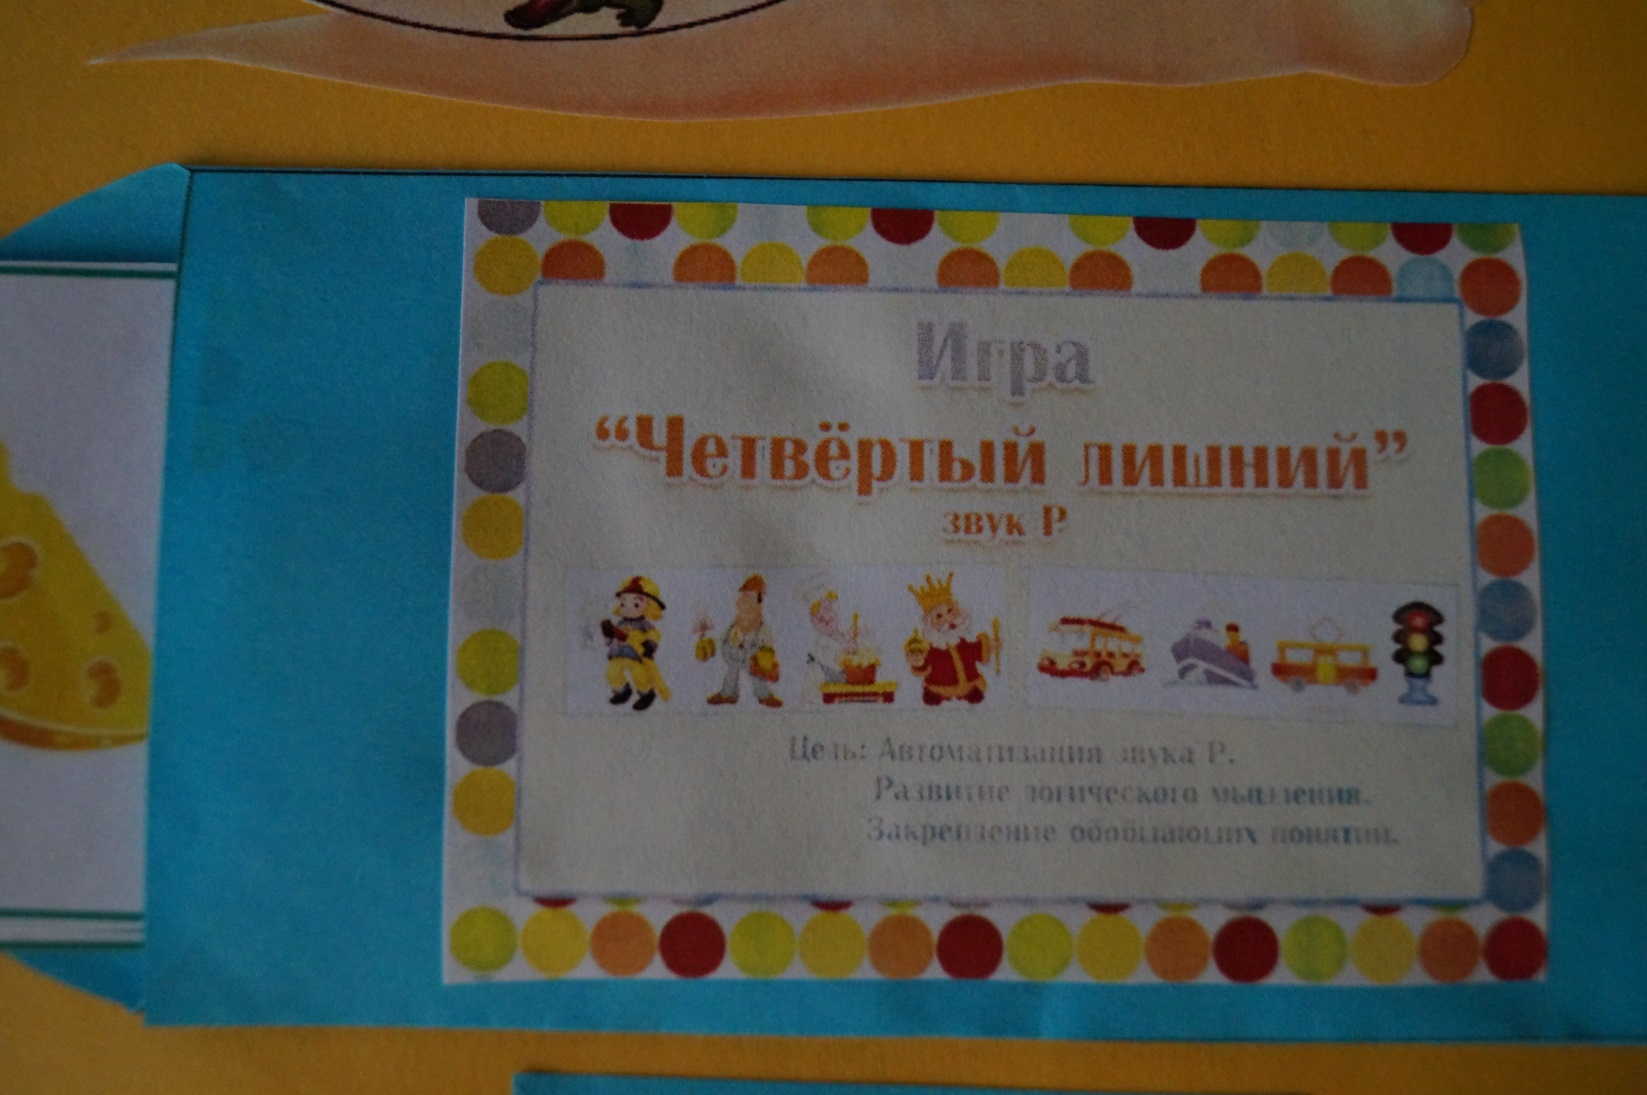 Игра
“Четвёртый лишний”
звук Р
Цель: Автоматизация звука Р.
Развитие логического мышления.
Закрепление обобщающих понятий.